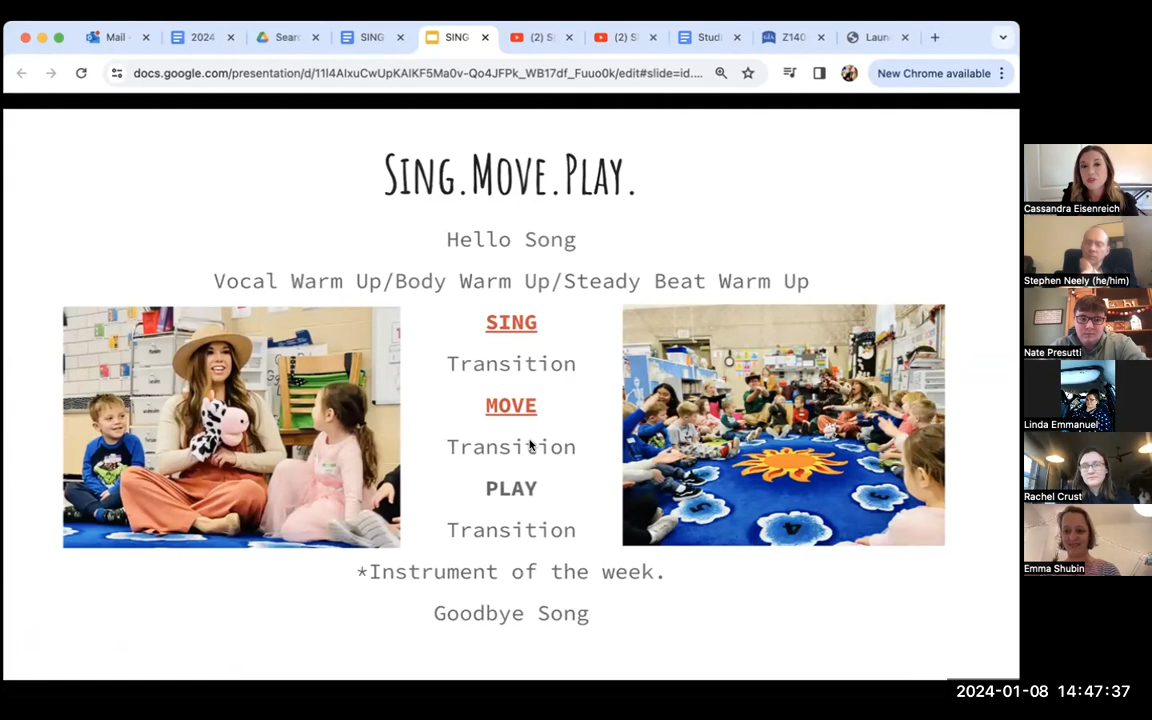 Mail -
2024
Searc
SING
SING
(2) S
(2) S
Studi
Z140
Laun
docs.google.com/presentation/d/11I4AIxuCwUpKAIKF5Ma0v-Qo4JFPk_WB17df_Fuuo0k/edit#slide=id....
New Chrome available
SING.MOVE.PLAY.
Hello Song
Vocal Warm Up/Body Warm Up/Steady Beat Warm Up
SING
Transition
MOVE
Transition
PLAY
Transition
*Instrument of the week.
Goodbye Song
Cassandra Eisenreich
Stephen Neely (he/him)
Nate Presutti
Linda Emmanuel
Rachel Crust
Emma Shubin
2024-01-08 14:47:37